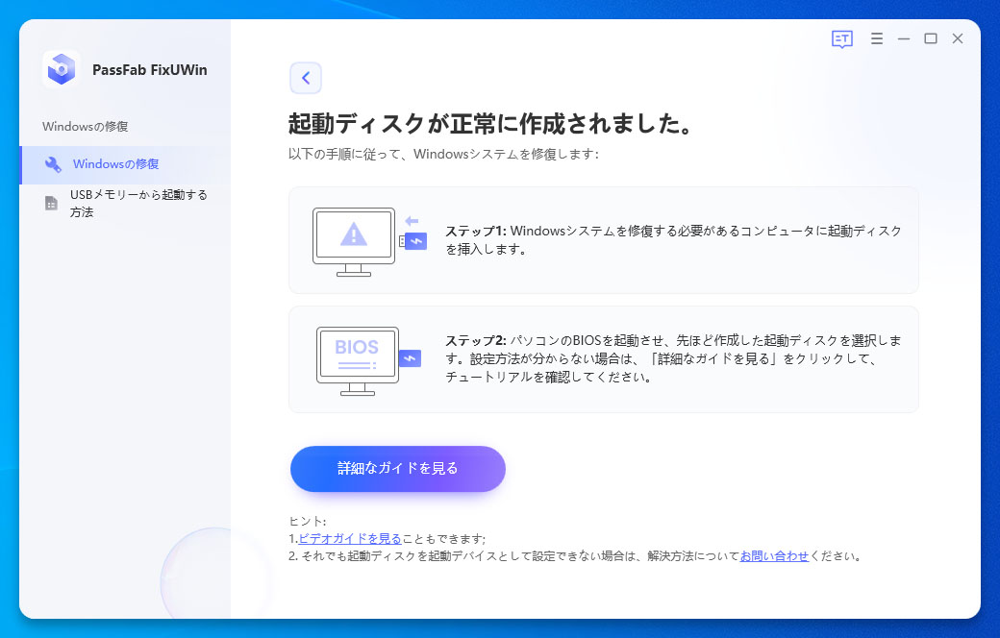 PassFab FixUWin
Windowsの修復
Windowsの修復
USBメモリーから起動する
方法
起動ディスクが正常に作成されました。
以下の手順に従って、Windowsシステムを修復します：
ステップ1: Windowsシステムを修復する必要があるコンピュータに起動ディスク
を挿入します。
BIOS
ステップ2: パソコンのBIOSを起動させ、先ほど作成した起動ディスクを選択しま
す。設定方法が分からない場合は、「詳細なガイドを見る」をクリックして、
チュートリアルを確認してください。
詳細なガイドを見る
ヒント:
1.ビデオガイドを見ることもできます;
2. それでも起動ディスクを起動デバイスとして設定できない場合は、解決方法についてお問い合わせください。